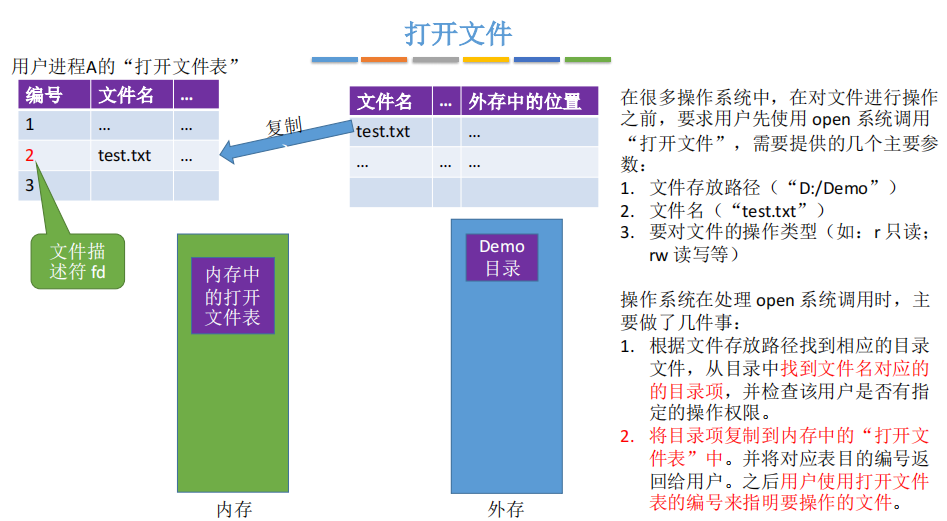 打开文件
用户进程A的“打开文件表”
编号 文件名 ...
1 ... ...
2 test.txt ...
3
文件描
述符 fd
复制
文件名 ... 外存中的位置
test.txt ...
... ... ...
内存中
的打开
文件表
内存
Demo
目录
外存
在很多操作系统中，在对文件进行操作
之前，要求用户先使用 open 系统调用
“打开文件”，需要提供的几个主要参
数：
1. 文件存放路径（“D:/Demo”）
2. 文件名（“test.txt”）
3. 要对文件的操作类型（如：r 只读；
rw 读写等）
操作系统在处理 open 系统调用时，主
要做了几件事：
1. 根据文件存放路径找到相应的目录
文件，从目录中找到文件名对应的
的目录项，并检查该用户是否有指
定的操作权限。
2. 将目录项复制到内存中的“打开文
件表”中。并将对应表目的编号返
回给用户。之后用户使用打开文件
表的编号来指明要操作的文件。